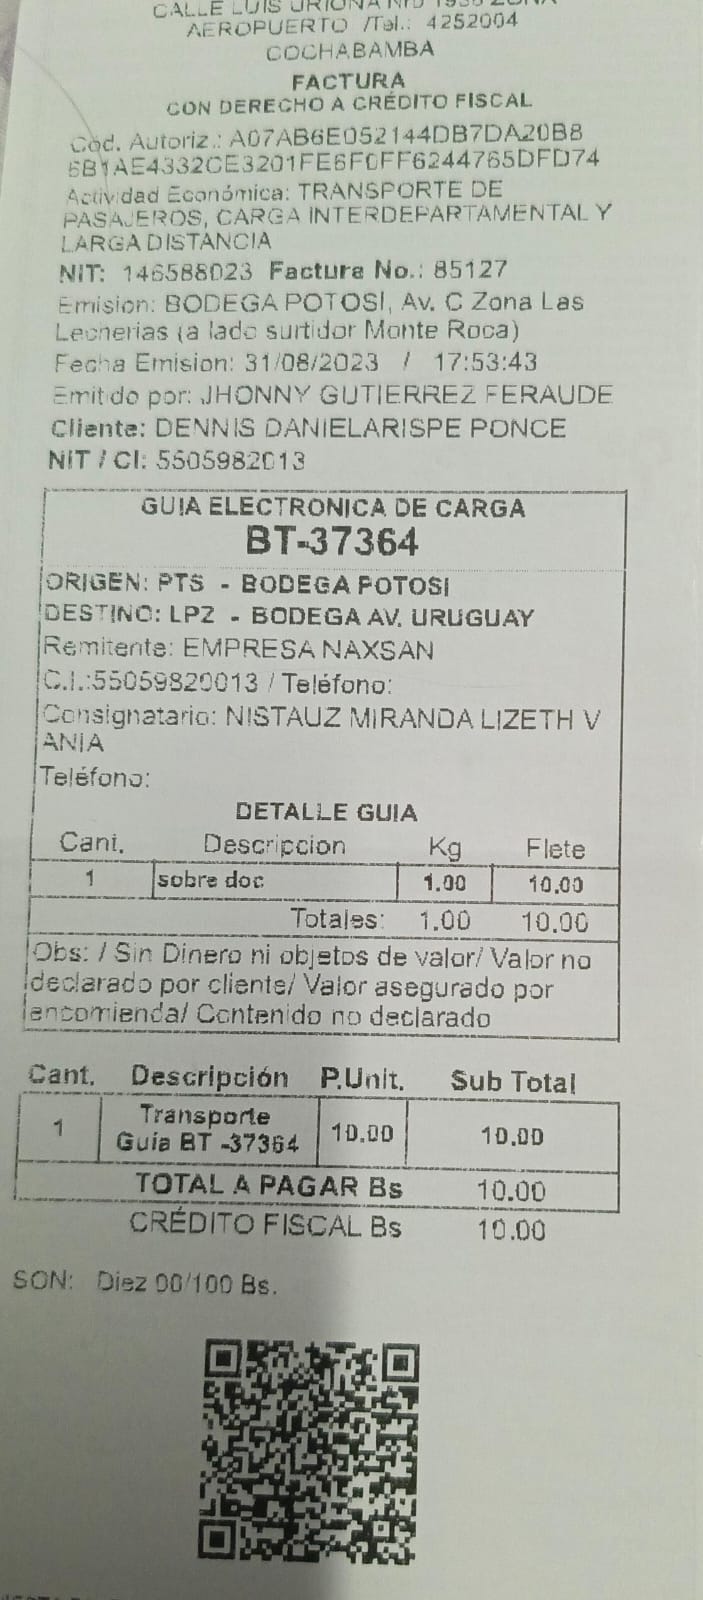 CALLE LUIS URIONA
AEROPUERTO /Tel.: 4252004
COCHABAMBA
FACTURA
CON DERECHO A CRÉDITO FISCAL
Cód. Autoriz.: A07AB6E052144DB7DA20B8
6B1AE4332CE3201FE6F0FF6244765DFD74
Actividad Económica: TRANSPORTE DE
PASAJEROS, CARGA INTERDEPARTAMENTAL Y
LARGA DISTANCIA
NIT: 146588023 Factura No.: 85127
Emision: BODEGA POTOSI, Av. C Zona Las
Lecherias (a lado surtidor Monte Roca)
Fecha Emision: 31/08/2023 / 17:53:43
Emitido por: JHONNY GUTIERREZ FERAUDE
Cliente: DENNIS DANIELARISPE PONCE
NIT / CI: 5505982013
GUIA ELECTRONICA DE CARGA
BT-37364
ORIGEN: PTS - BODEGA POTOSI
DESTINO: LPZ - BODEGA AV. URUGUAY
Remitente: EMPRESA NAXSAN
C.I.:55059820013 / Teléfono:
Consignatario: NISTAUZ MIRANDA LIZETH V
ANIA
Teléfono:
DETALLE GUIA
Cant. Descripcion Kg Flete
1 sobre doc 1.00 10.00
Totales: 1.00 10.00
Obs: / Sin Dinero ni objetos de valor/ Valor no
declarado por cliente/ Valor asegurado por
encomienda/ Contenido no declarado
Cant. Descripción P.Unit. Sub Total
1 Transporte Guía BT -37364 10.00 10.00
TOTAL A PAGAR Bs 10.00
CRÉDITO FISCAL Bs 10.00
SON: Diez 00/100 Bs.